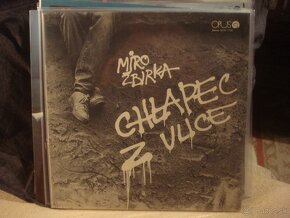 OPUS
MIRO
ŽBIRKA
CHLAPEC
Z ULICE